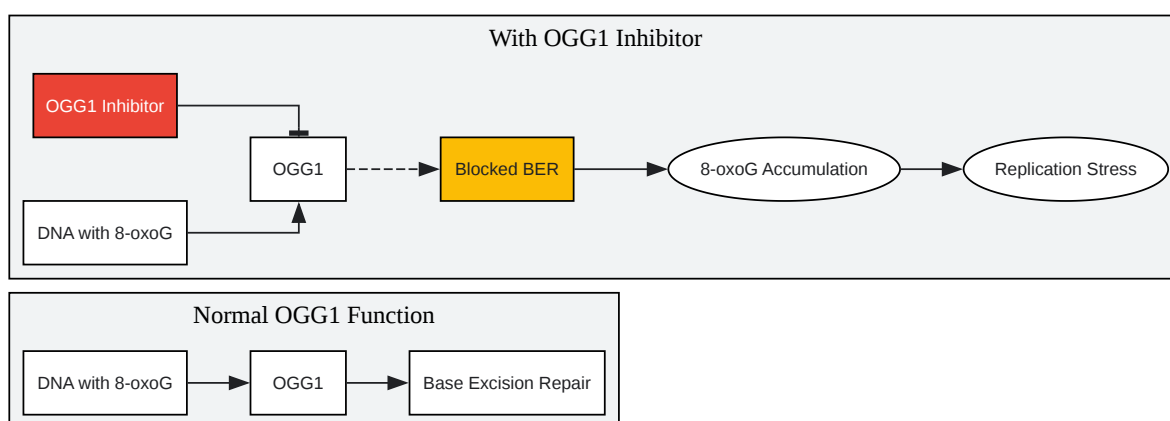 With OGG1 Inhibitor
OGG1 Inhibitor
OGG1
Blocked BER
8-oxoG Accumulation
Replication Stress
DNA with 8-oxoG
Normal OGG1 Function
DNA with 8-oxoG
OGG1
Base Excision Repair